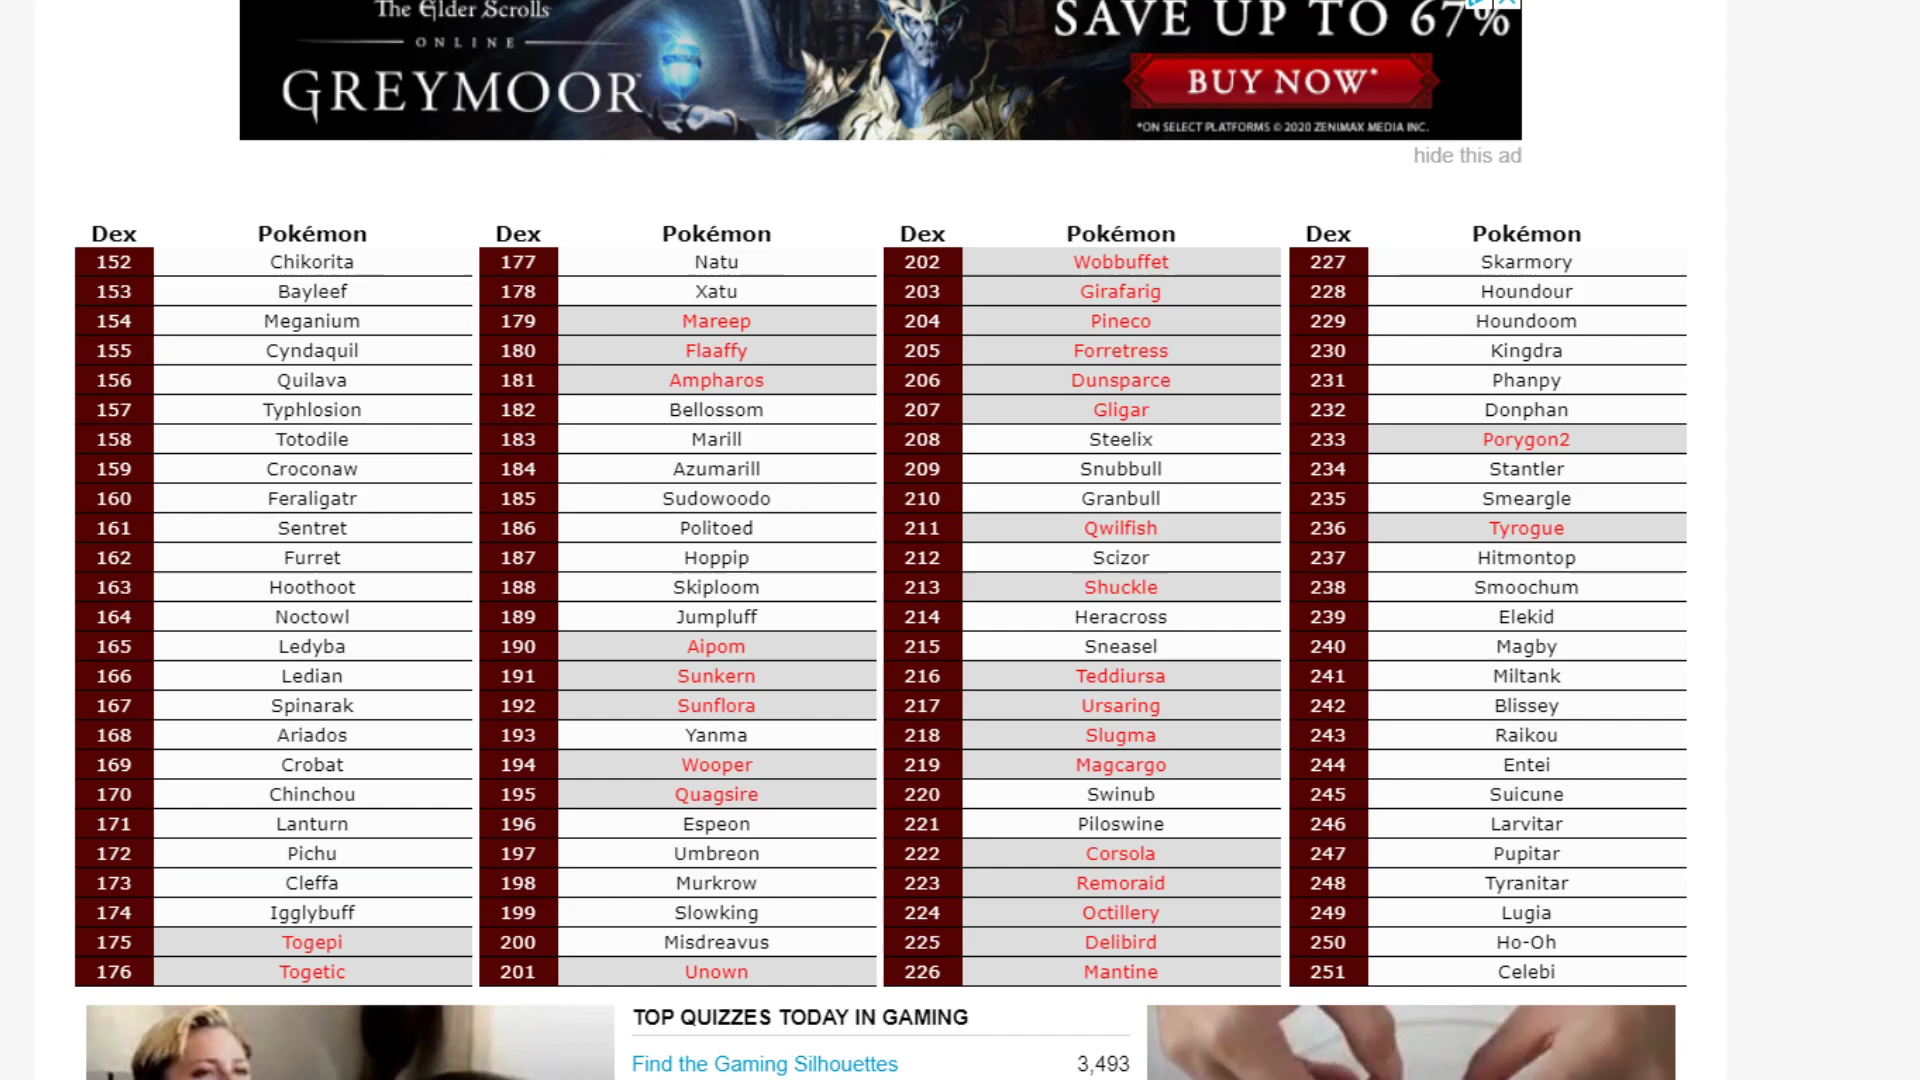 The Elder Scrolls
ONLINE
GREYMOOR
SAVE UP TO 67%
BUY NOW*
*ON SELECT PLATFORMS © 2020 ZENIMAX MEDIA INC.
hide this ad
Dex Pokémon Dex Pokémon Dex Pokémon Dex Pokémon
152 Chikorita 177 Natu 202 Wobbuffet 227 Skarmory
153 Bayleef 178 Xatu 203 Girafarig 228 Houndour
154 Meganium 179 Mareep 204 Pineco 229 Houndoom
155 Cyndaquil 180 Flaaffy 205 Forretress 230 Kingdra
156 Quilava 181 Ampharos 206 Dunsparce 231 Phanpy
157 Typhlosion 182 Bellossom 207 Gligar 232 Donphan
158 Totodile 183 Marill 208 Steelix 233 Porygon2
159 Croconaw 184 Azumarill 209 Snubbull 234 Stantler
160 Feraligatr 185 Sudowoodo 210 Granbull 235 Smeargle
161 Sentret 186 Politoed 211 Qwilfish 236 Tyrogue
162 Furret 187 Hoppip 212 Scizor 237 Hitmontop
163 Hoothoot 188 Skiploom 213 Shuckle 238 Smoochum
164 Noctowl 189 Jumpluff 214 Heracross 239 Elekid
165 Ledyba 190 Aipom 215 Sneasel 240 Magby
166 Ledian 191 Sunkern 216 Teddiursa 241 Miltank
167 Spinarak 192 Sunflora 217 Ursaring 242 Blissey
168 Ariados 193 Yanma 218 Slugma 243 Raikou
169 Crobat 194 Wooper 219 Magcargo 244 Entei
170 Chinchou 195 Quagsire 220 Swinub 245 Suicune
171 Lanturn 196 Espeon 221 Piloswine 246 Larvitar
172 Pichu 197 Umbreon 222 Corsola 247 Pupitar
173 Cleffa 198 Murkrow 223 Remoraid 248 Tyranitar
174 Igglybuff 199 Slowking 224 Octillery 249 Lugia
175 Togepi 200 Misdreavus 225 Delibird 250 Ho-Oh
176 Togetic 201 Unown 226 Mantine 251 Celebi
TOP QUIZZES TODAY IN GAMING
Find the Gaming Silhouettes 3,493